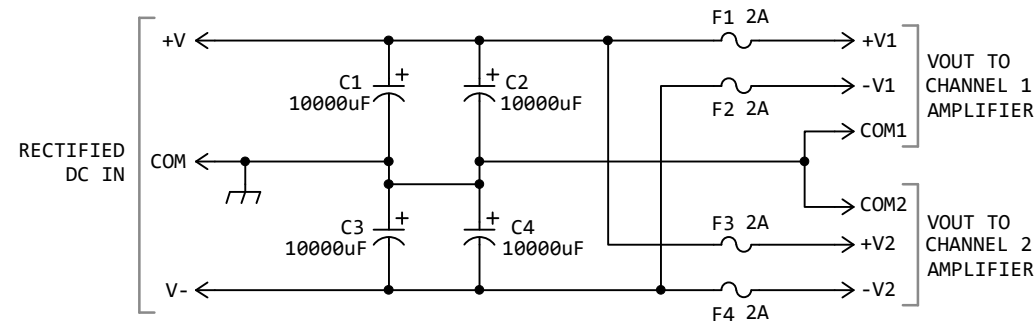 F1 2A
+V
+V1
VOUT TO
CHANNEL 1
AMPLIFIER
C1
+
10000uF
+
C2
10000uF
-V1
F2 2A
COM1
RECTIFIED
DC IN
COM
COM2
C3
+
10000uF
+
C4
10000uF
F3 2A
+V2
VOUT TO
CHANNEL 2
AMPLIFIER
V-
-V2
F4 2A